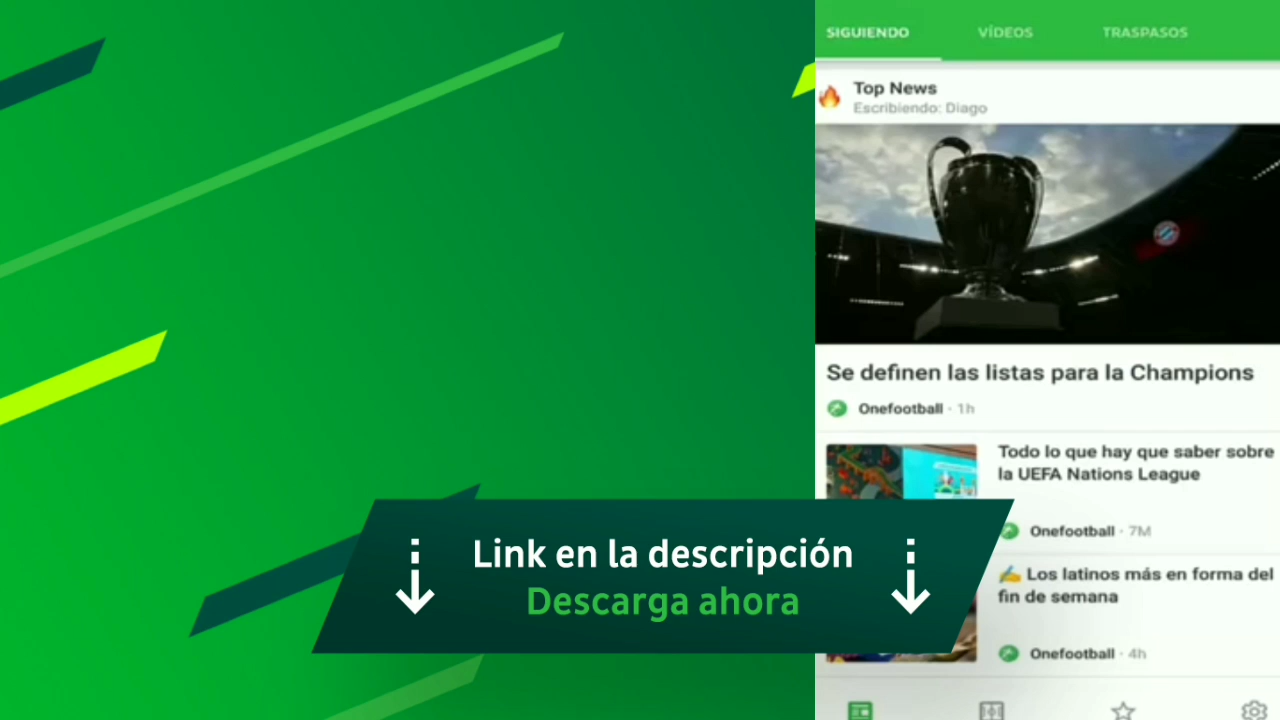 SIGUIENDO
VÍDEOS
TRASPASOS
Top News
Escribiendo: Diago
Se definen las listas para la Champions
Onefootball · 1h
Todo lo que hay que saber sobre
la UEFA Nations League
Onefootball · 7M
✍️ Los latinos más en forma del
fin de semana
Onefootball · 4h
Link en la descripción
Descarga ahora